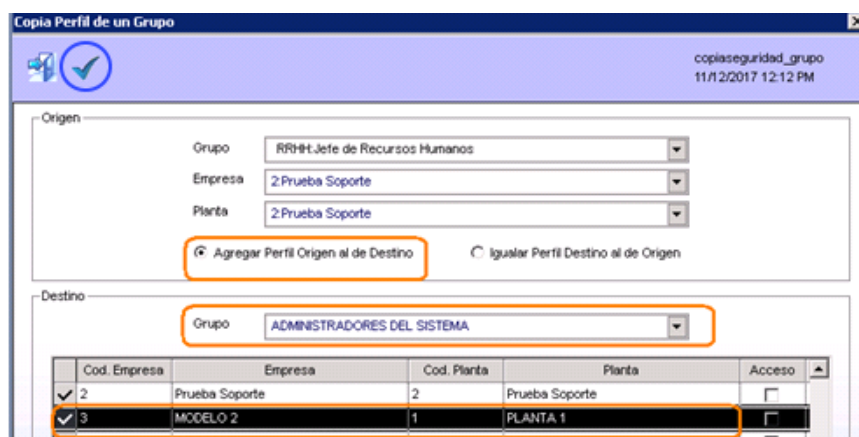 Copia Perfil de un Grupo
copiaseguridad_grupo
11/12/2017 12:12 PM
Origen
Grupo RRHH:Jefe de Recursos Humanos
Empresa 2:Prueba Soporte
Planta 2:Prueba Soporte
Agregar Perfil Origen al de Destino Igualar Perfil Destino al de Origen
Destino
Grupo ADMINISTRADORES DEL SISTEMA
Cod. Empresa Empresa Cod. Planta Planta Acceso
2 Prueba Soporte 2 Prueba Soporte
3 MODELO 2 1 PLANTA 1